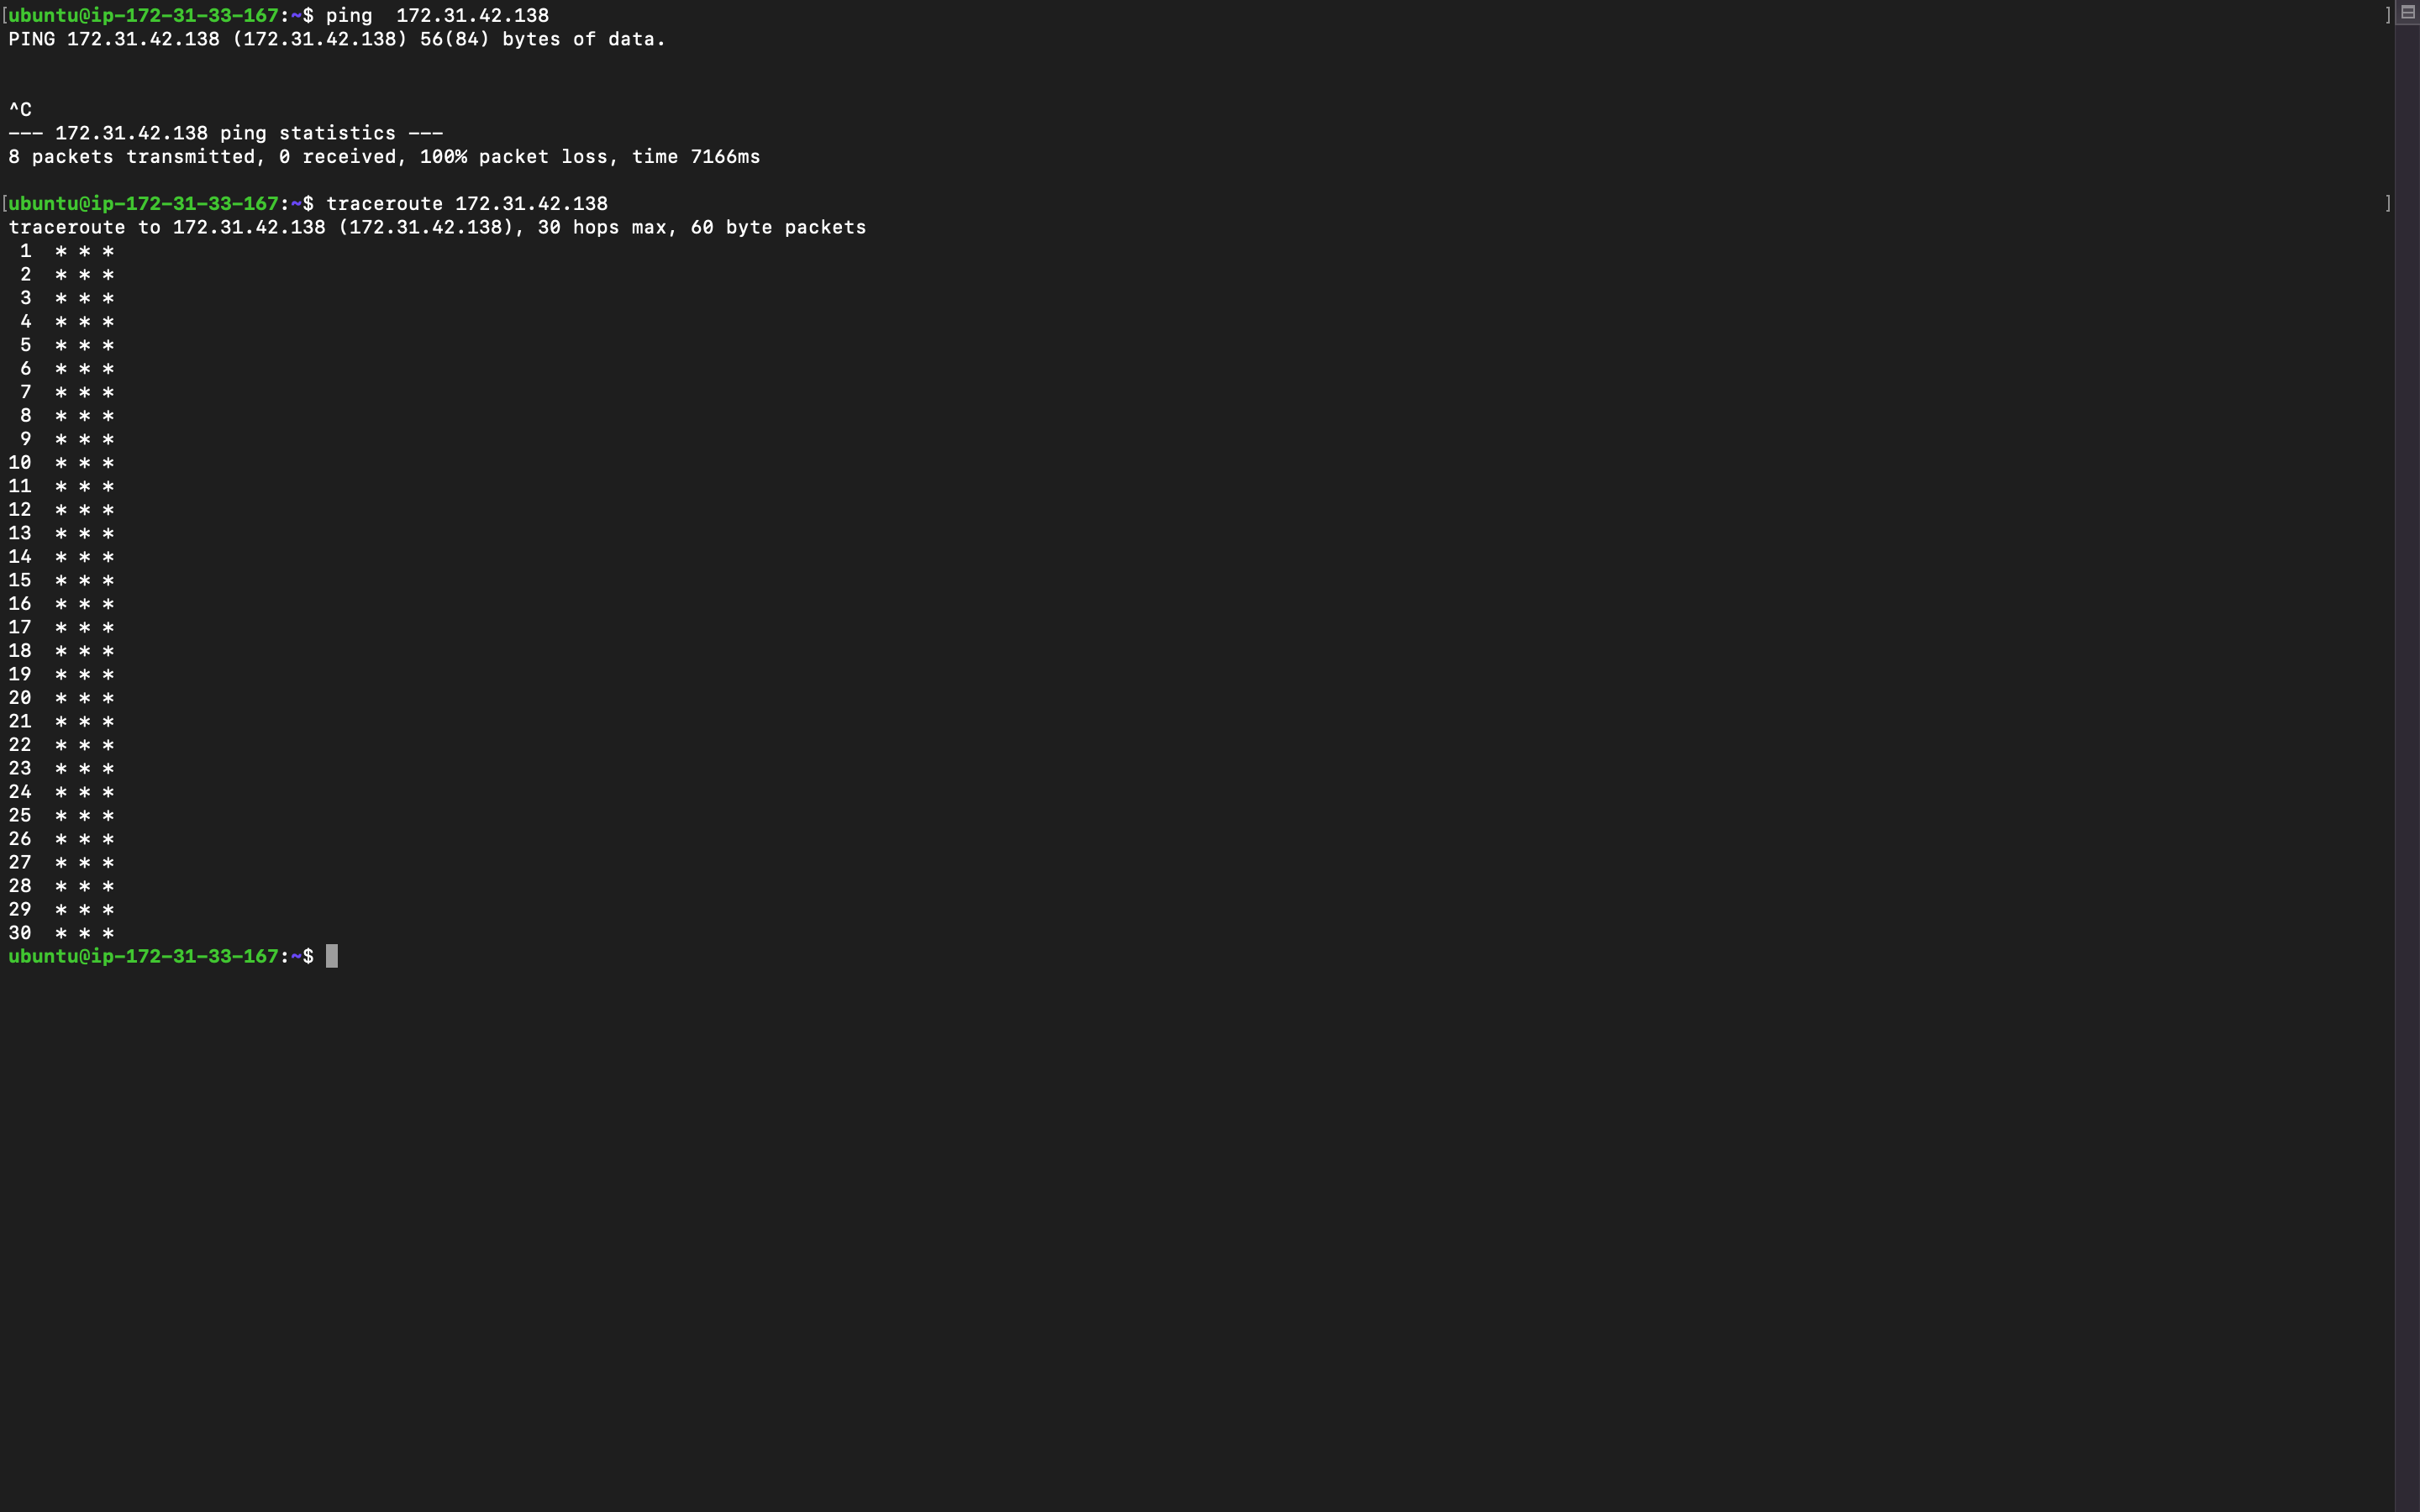 [ubuntu@ip-172-31-33-167:~$ ping  172.31.42.138 ]
PING 172.31.42.138 (172.31.42.138) 56(84) bytes of data.
^C
--- 172.31.42.138 ping statistics ---
8 packets transmitted, 0 received, 100% packet loss, time 7166ms
[ubuntu@ip-172-31-33-167:~$ traceroute 172.31.42.138 ]
traceroute to 172.31.42.138 (172.31.42.138), 30 hops max, 60 byte packets
 1  * * *
 2  * * *
 3  * * *
 4  * * *
 5  * * *
 6  * * *
 7  * * *
 8  * * *
 9  * * *
10  * * *
11  * * *
12  * * *
13  * * *
14  * * *
15  * * *
16  * * *
17  * * *
18  * * *
19  * * *
20  * * *
21  * * *
22  * * *
23  * * *
24  * * *
25  * * *
26  * * *
27  * * *
28  * * *
29  * * *
30  * * *
ubuntu@ip-172-31-33-167:~$